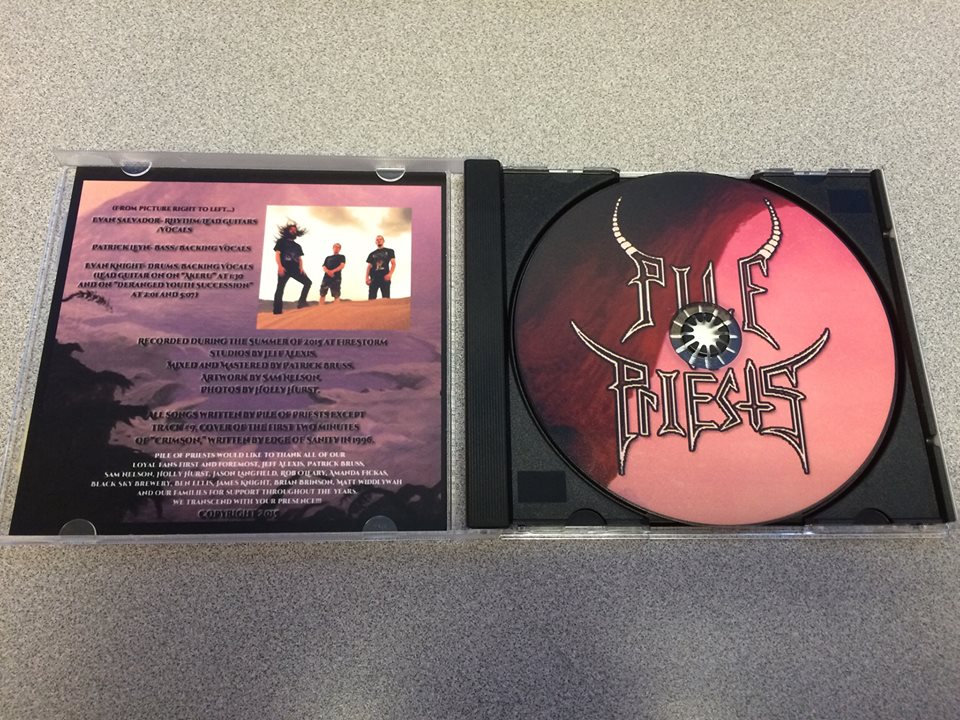 (From picture right to left...)
Evan Salvador- Rhythm/Lead guitars
/Vocals
Patrick Leyn- Bass/Backing Vocals
Evan Knight- Drums/Backing Vocals
(Lead guitar on on "Akeru" at 1:30
and on "Deranged Youth Succession"
at 2:01 and 5:07)
Recorded during the Summer of 2015 at Firestorm
Studios by Jeff Alexis.
Mixed and Mastered by Patrick Bruss.
Artwork by Sam Nelson.
Photos by Holly Hurst.
All songs written by Pile of Priests except
track #9, cover of the first two minutes
of "Crimson," written by Edge of Sanity in 1996.
Pile of Priests would like to thank all of our
loyal fans first and foremost, Jeff Alexis, Patrick Bruss,
Sam Nelson, Holly Hurst, Jason Langfield, Rob O'Leary, Amanda Fickas,
Black Sky Brewery, Ben Ellis, James Knight, Brian Brinson, Matt Widdlywah
and our families for support throughout the years.
We transcend with your presence!!!
Copyright 2015
PILE
PRIESTS